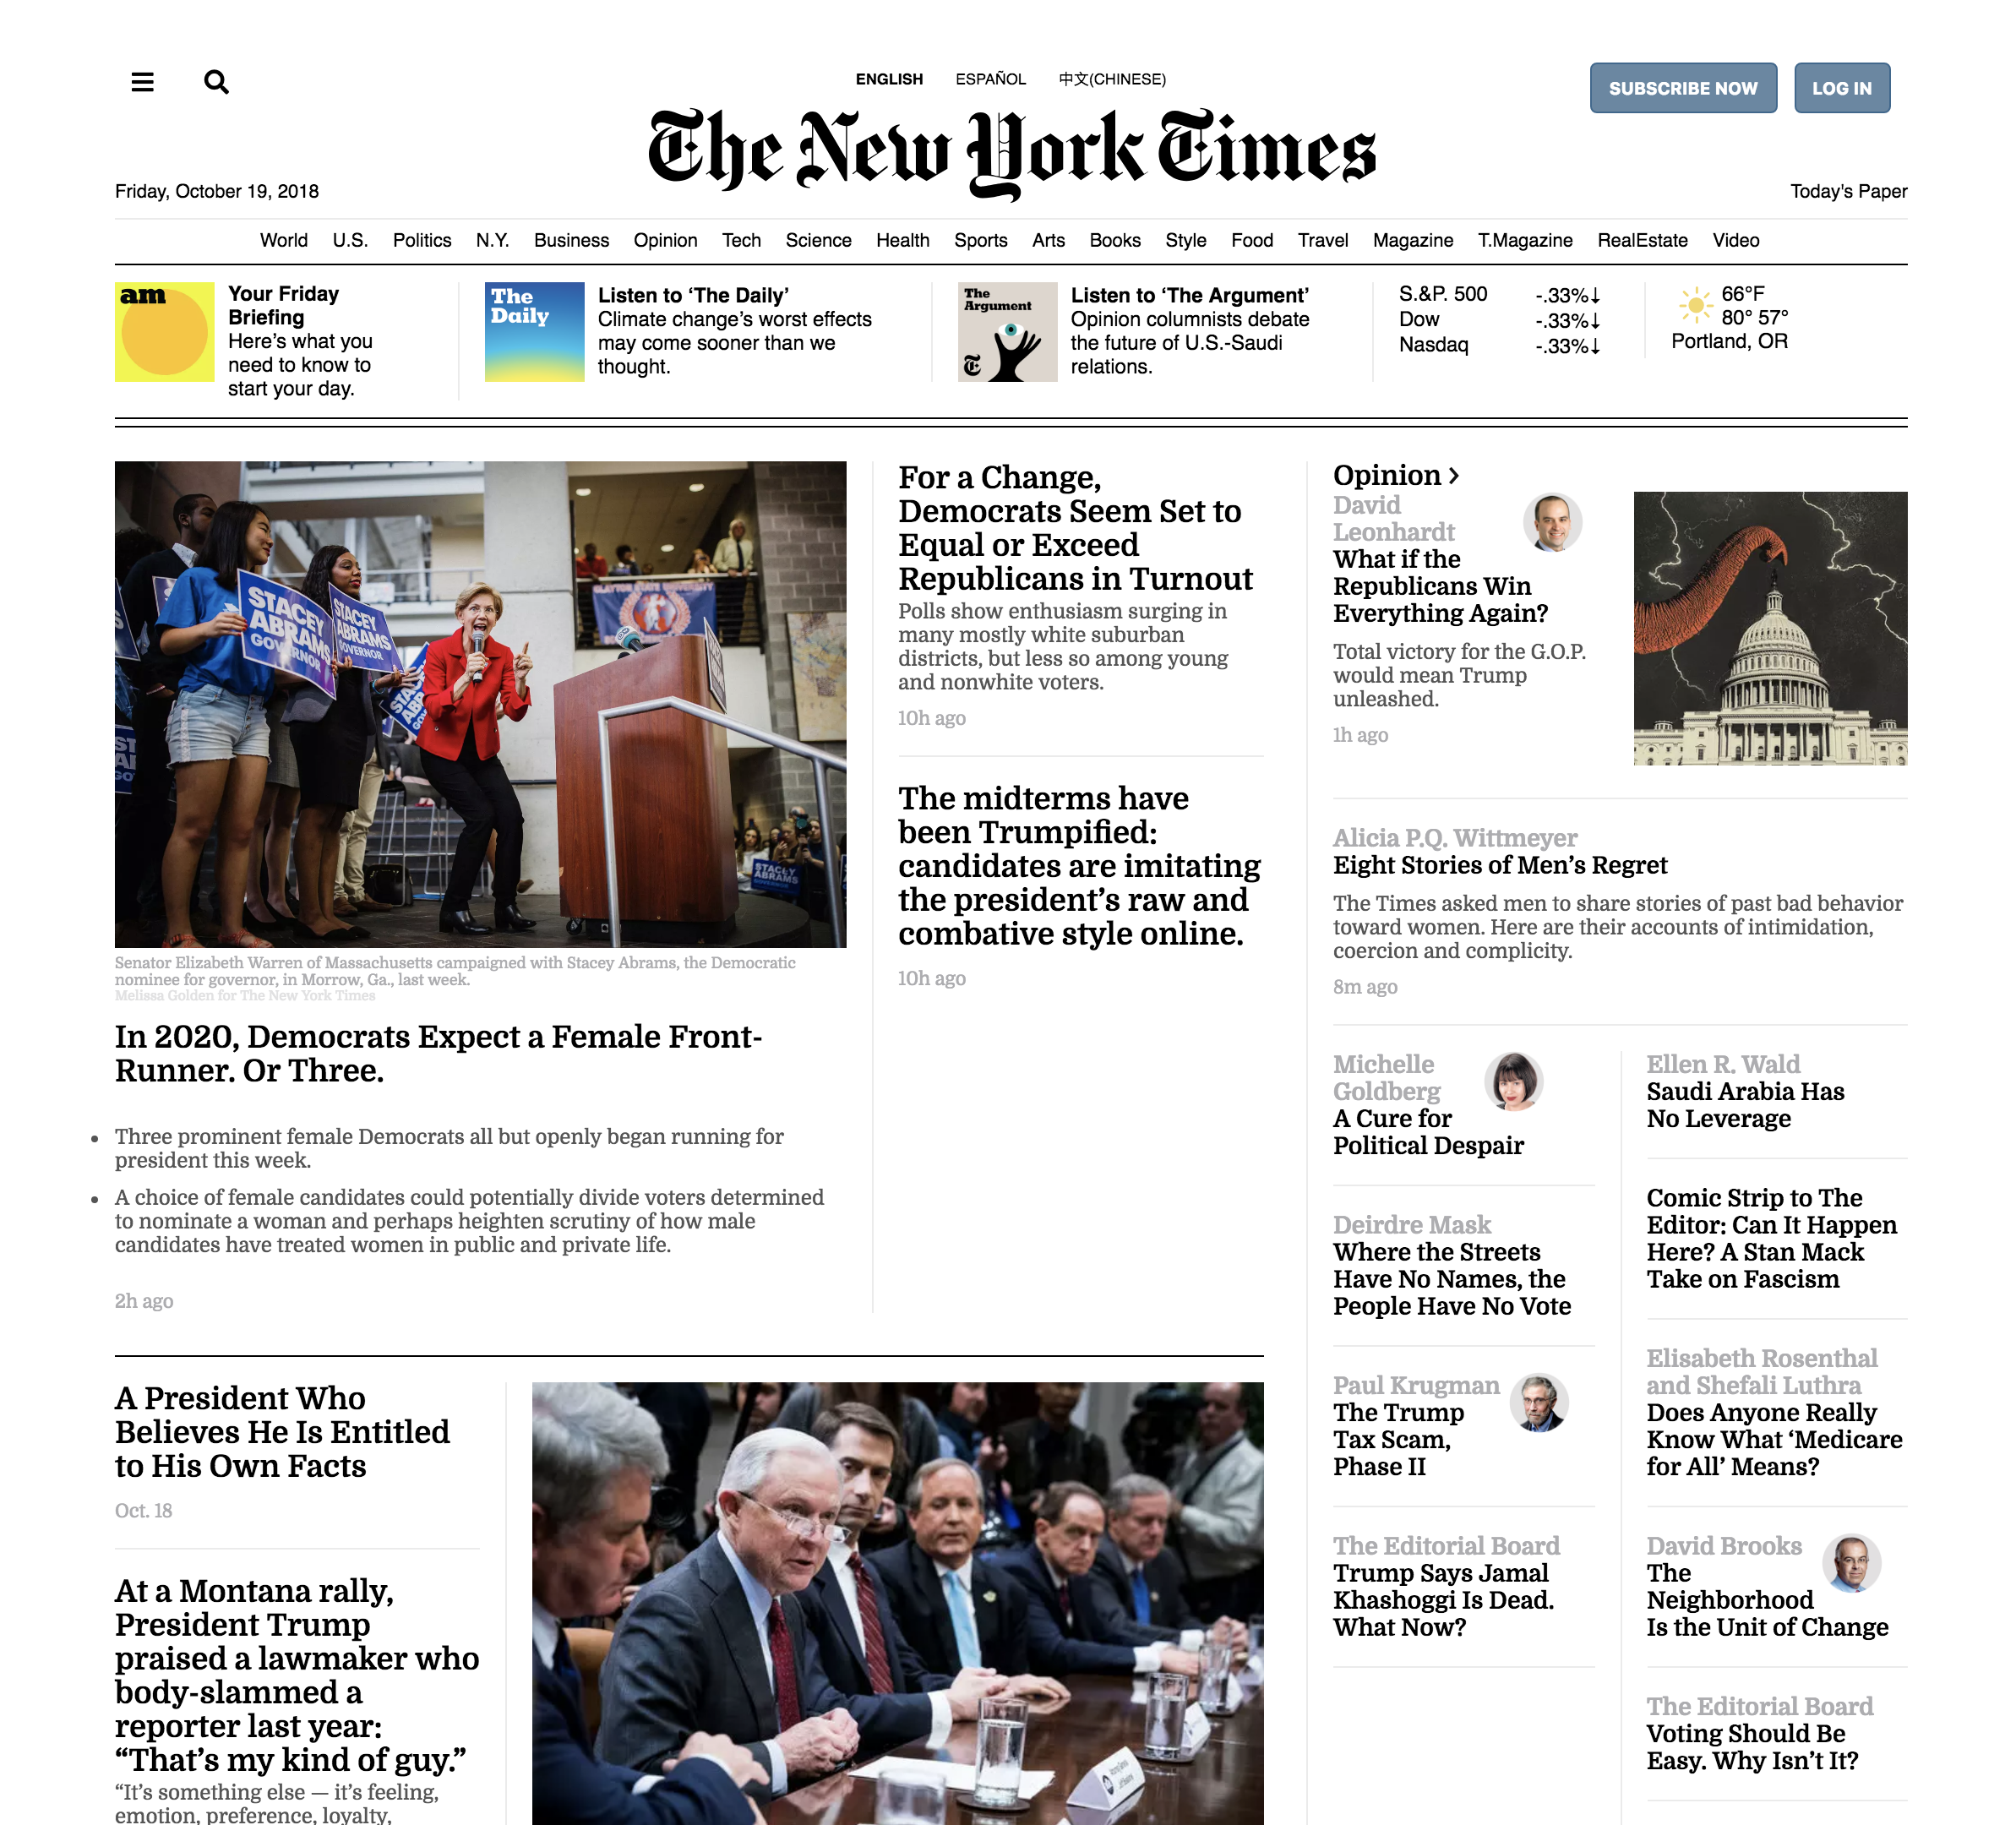 ENGLISH ESPAÑOL 中文(CHINESE)
SUBSCRIBE NOW LOG IN
The New York Times
Friday, October 19, 2018
Today's Paper
World U.S. Politics N.Y. Business Opinion Tech Science Health Sports Arts Books Style Food Travel Magazine T.Magazine RealEstate Video
am
Your Friday
Briefing
Here’s what you
need to know to
start your day.
The
Daily
Listen to ‘The Daily’
Climate change’s worst effects
may come sooner than we
thought.
The
Argument
Listen to ‘The Argument’
Opinion columnists debate
the future of U.S.-Saudi
relations.
S.&P. 500 -.33%↓
Dow -.33%↓
Nasdaq -.33%↓
66°F
80° 57°
Portland, OR
STACEY
ABRAMS
GOVERNOR
STACEY
ABRAMS
GOVERNOR
CLAYTON STATE UNIVERSITY
STACEY
ABRAMS
Senator Elizabeth Warren of Massachusetts campaigned with Stacey Abrams, the Democratic
nominee for governor, in Morrow, Ga., last week.
Melissa Golden for The New York Times
In 2020, Democrats Expect a Female Front-
Runner. Or Three.
• Three prominent female Democrats all but openly began running for
president this week.
• A choice of female candidates could potentially divide voters determined
to nominate a woman and perhaps heighten scrutiny of how male
candidates have treated women in public and private life.
2h ago
For a Change,
Democrats Seem Set to
Equal or Exceed
Republicans in Turnout
Polls show enthusiasm surging in
many mostly white suburban
districts, but less so among young
and nonwhite voters.
10h ago
The midterms have
been Trumpified:
candidates are imitating
the president’s raw and
combative style online.
10h ago
A President Who
Believes He Is Entitled
to His Own Facts
Oct. 18
At a Montana rally,
President Trump
praised a lawmaker who
body-slammed a
reporter last year:
“That’s my kind of guy.”
“It’s something else — it’s feeling,
emotion, preference, loyalty,
Opinion ›
David
Leonhardt
What if the
Republicans Win
Everything Again?
Total victory for the G.O.P.
would mean Trump
unleashed.
1h ago
Alicia P.Q. Wittmeyer
Eight Stories of Men’s Regret
The Times asked men to share stories of past bad behavior
toward women. Here are their accounts of intimidation,
coercion and complicity.
8m ago
Michelle
Goldberg
A Cure for
Political Despair
Deirdre Mask
Where the Streets
Have No Names, the
People Have No Vote
Paul Krugman
The Trump
Tax Scam,
Phase II
The Editorial Board
Trump Says Jamal
Khashoggi Is Dead.
What Now?
Ellen R. Wald
Saudi Arabia Has
No Leverage
Comic Strip to The
Editor: Can It Happen
Here? A Stan Mack
Take on Fascism
Elisabeth Rosenthal
and Shefali Luthra
Does Anyone Really
Know What ‘Medicare
for All’ Means?
David Brooks
The
Neighborhood
Is the Unit of Change
The Editorial Board
Voting Should Be
Easy. Why Isn’t It?